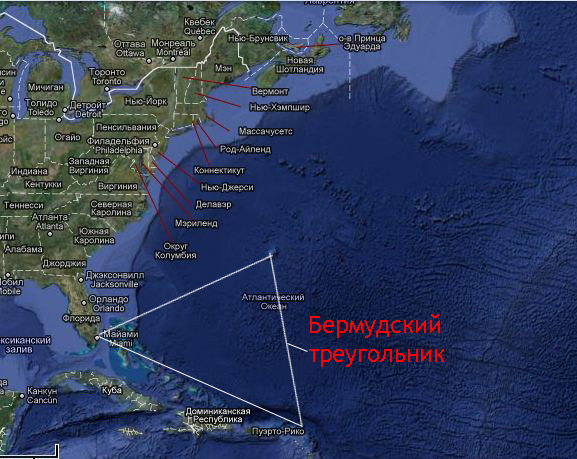 Лаврентия
Квебек
Québec
Оттава
Ottawa
Монреаль
Montréal
Нью-Брунсвик
о-в Принца
Эдуарда
Новая
Шотландия
Мэн
Торонто
Toronto
Мичиган
Вермонт
Нью-Йорк
Нью-Хэмпшир
Толидо
Toledo
Детройт
Detroit
Массачусетс
Пенсильвания
Огайо
Филадельфия
Philadelphia
Род-Айленд
Западная
Виргиния
Индиана
Коннектикут
Кентукки
Виргиния
Нью-Джерси
Теннесси
Северная
Каролина
Делавэр
Атланта
Atlanta
Мэриленд
Южная
Каролина
Алабама
Округ
Колумбия
Джорджия
Джэксонвилл
Jacksonville
Mobile
Орландо
Orlando
Атлантический
Океан
Флорида
Бермудский
треугольник
Майами
Miami
залив
Канкун
Cancún
Куба
Доминиканская
Республика
Пуэрто-Рико